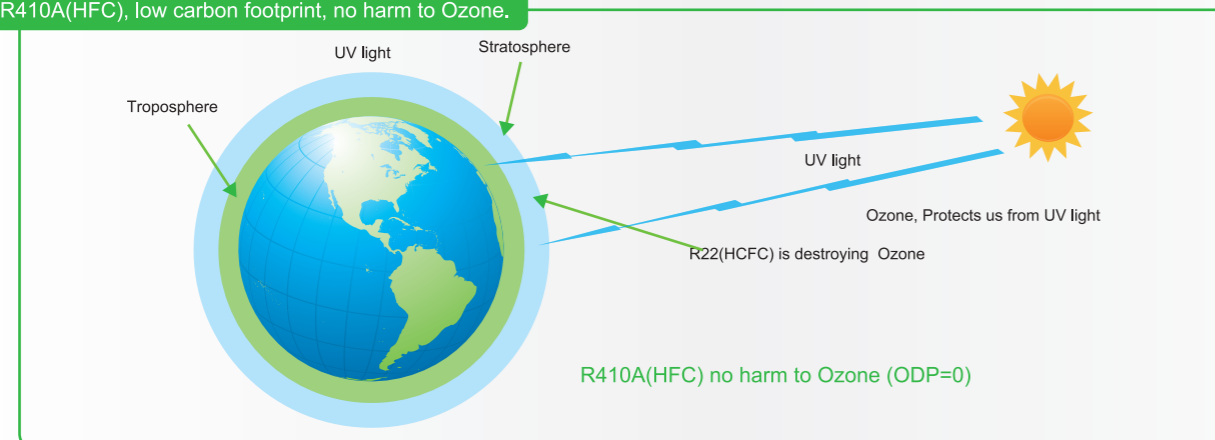 R410A(HFC), low carbon footprint, no harm to Ozone.
UV light
Stratosphere
Troposphere
UV light
Ozone, Protects us from UV light
R22(HCFC) is destroying Ozone
R410A(HFC) no harm to Ozone (ODP=0)